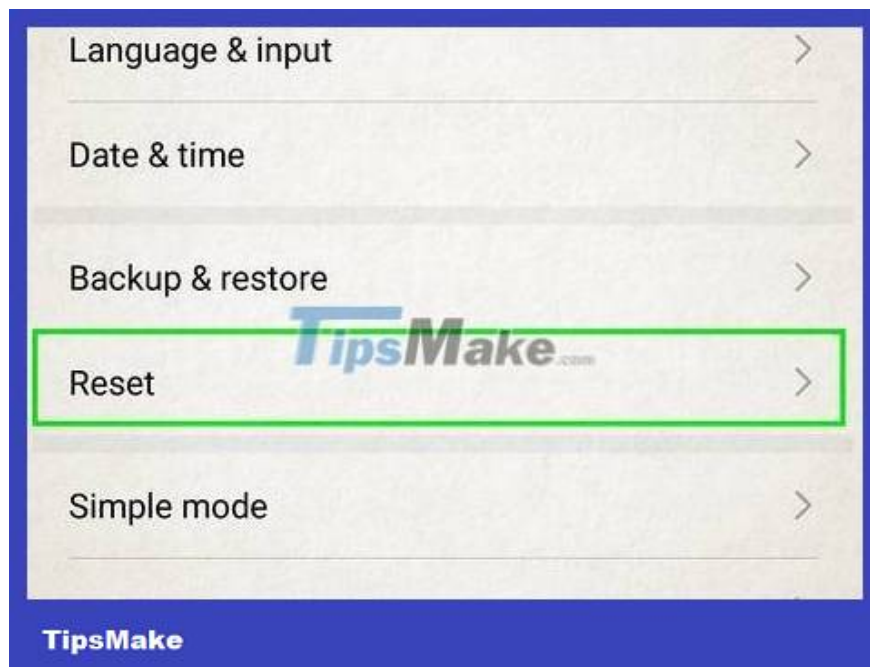 Language & input
Date & time
Backup & restore
TipsMake.com
Reset
Simple mode
TipsMake